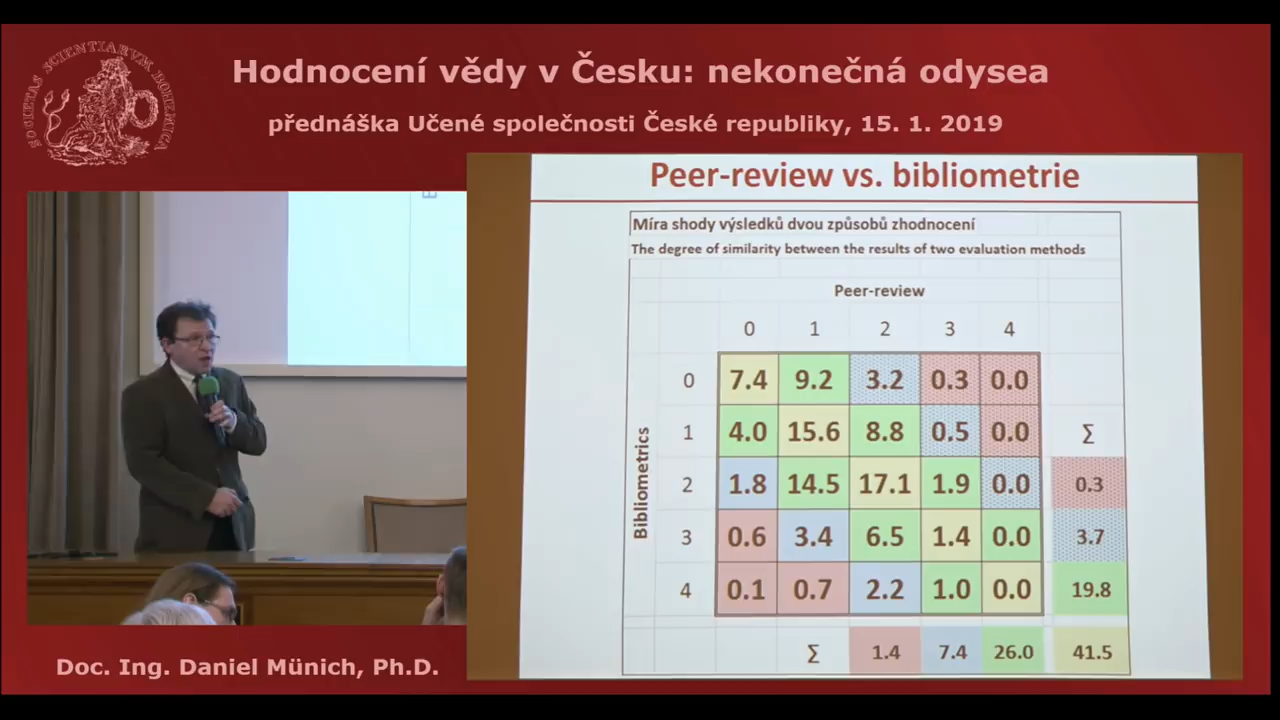 Hodnocení vědy v Česku: nekonečná odysea
přednáška Učené společnosti České republiky, 15. 1. 2019
SOCIETAS SCIENTIARVM BOHEMICA
Peer-review vs. bibliometrie
Míra shody výsledků dvou způsobů zhodnocení
The degree of similarity between the results of two evaluation methods
Peer-review
0 1 2 3 4
Bibliometrics
0 7.4 9.2 3.2 0.3 0.0
1 4.0 15.6 8.8 0.5 0.0 Σ
2 1.8 14.5 17.1 1.9 0.0 0.3
3 0.6 3.4 6.5 1.4 0.0 3.7
4 0.1 0.7 2.2 1.0 0.0 19.8
Σ 1.4 7.4 26.0 41.5
Doc. Ing. Daniel Münich, Ph.D.